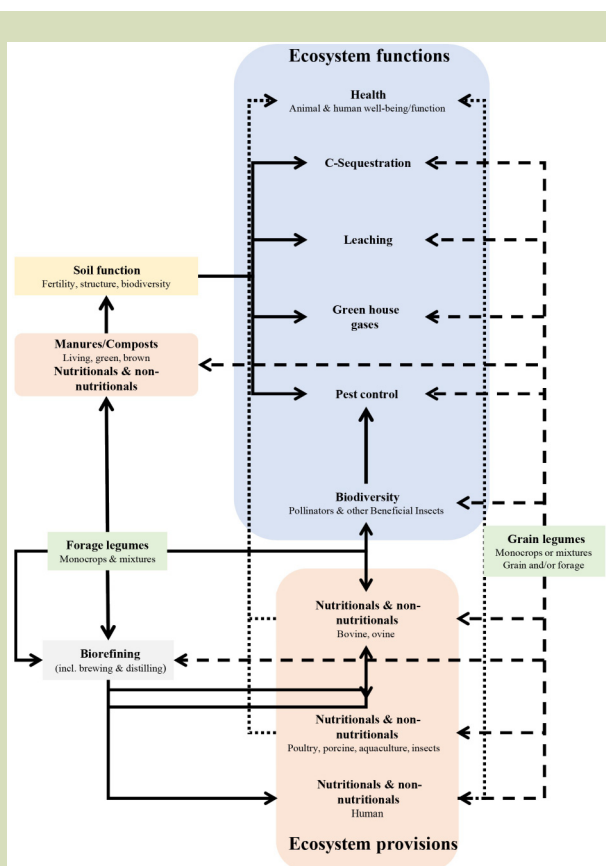 Ecosystem functions
Health
Animal & human well-being/function
C-Sequestration
Leaching
Soil function
Fertility, structure, biodiversity
Green house
gases
Manures/Composts
Living, green, brown
Nutritionals & non-
nutritionals
Pest control
Biodiversity
Pollinators & other Beneficial Insects
Forage legumes
Monocrops & mixtures
Grain legumes
Monocrops or mixtures
Grain and/or forage
Nutritionals & non-
nutritionals
Bovine, ovine
Biorefining
(incl. brewing & distilling)
Nutritionals & non-
nutritionals
Poultry, porcine, aquaculture, insects
Nutritionals & non-
nutritionals
Human
Ecosystem provisions